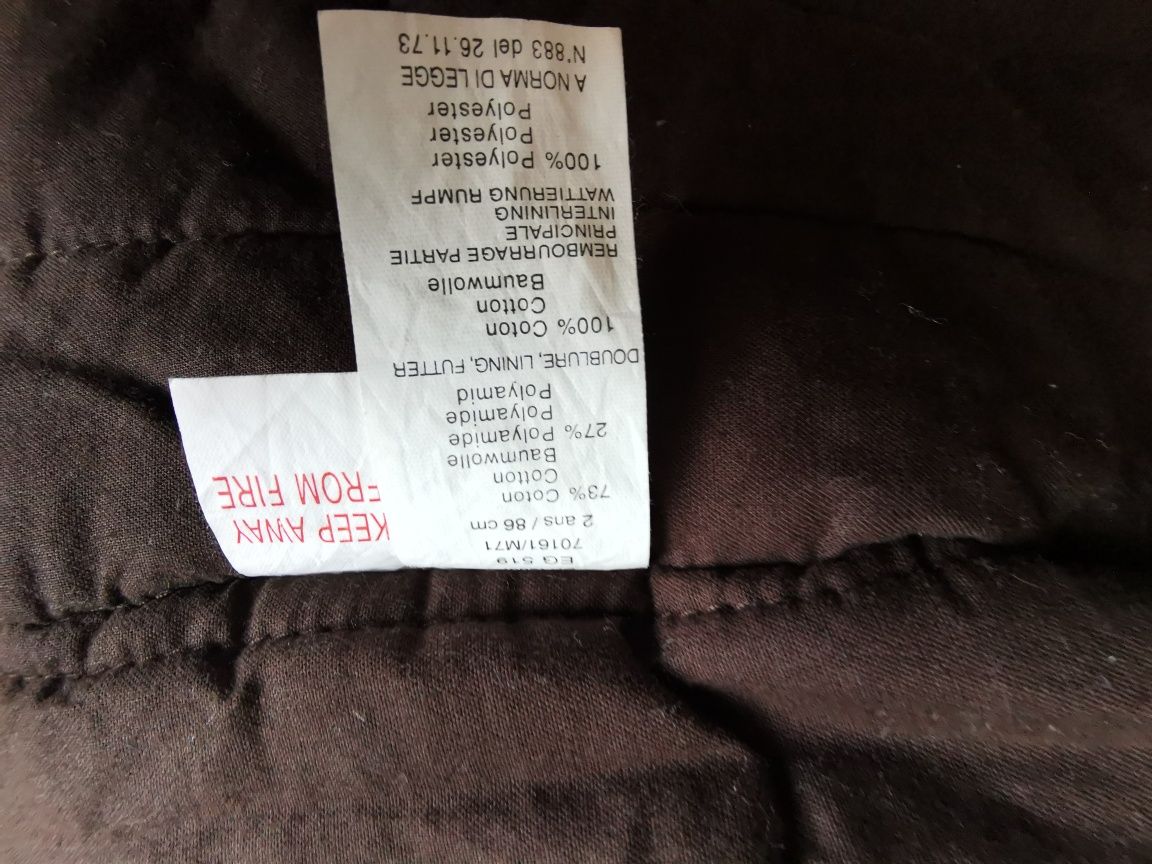 EG 519
70161/M71
2 ans / 86 cm
73% Coton
Cotton
Baumwolle
27% Polyamide
Polyamide
Polyamid
DOUBLURE, LINING, FUTTER
100% Coton
Cotton
Baumwolle
REMBOURRAGE PARTIE
PRINCIPALE
INTERLINING
WATTIERUNG RUMPF
100% Polyester
Polyester
Polyester
A NORMA DI LEGGE
N°883 del 26.11.73
KEEP AWAY
FROM FIRE